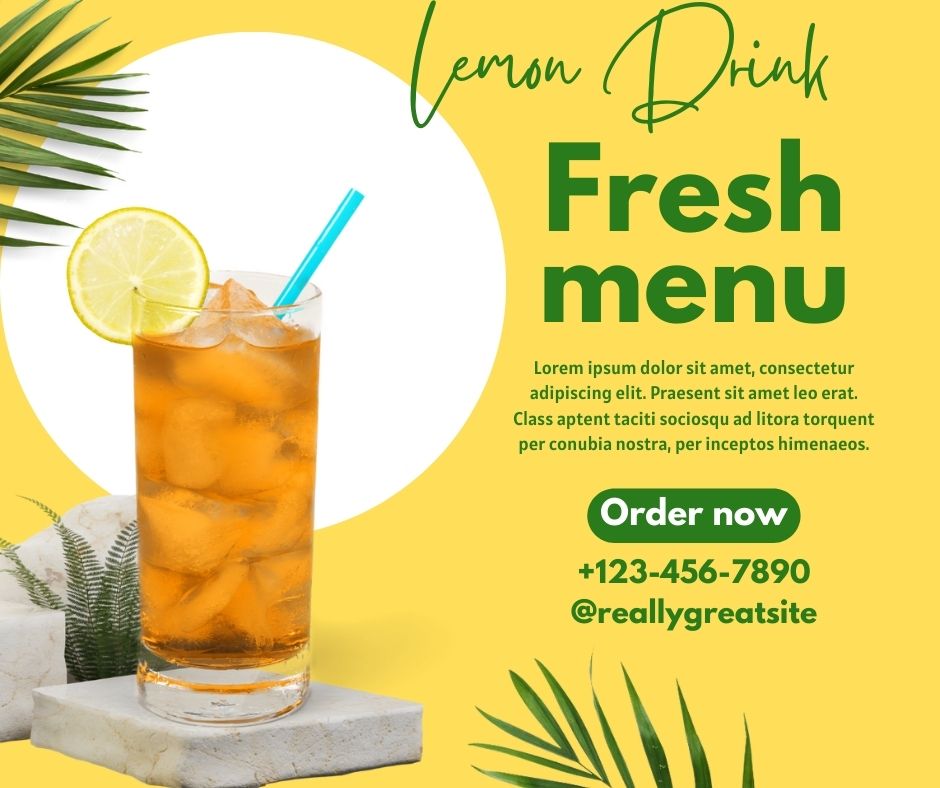 Lemon Drink
Fresh
menu
Lorem ipsum dolor sit amet, consectetur
adipiscing elit. Praesent sit amet leo erat.
Class aptent taciti sociosqu ad litora torquent
per conubia nostra, per inceptos himenaeos.
Order now
+123-456-7890
@reallygreatsite